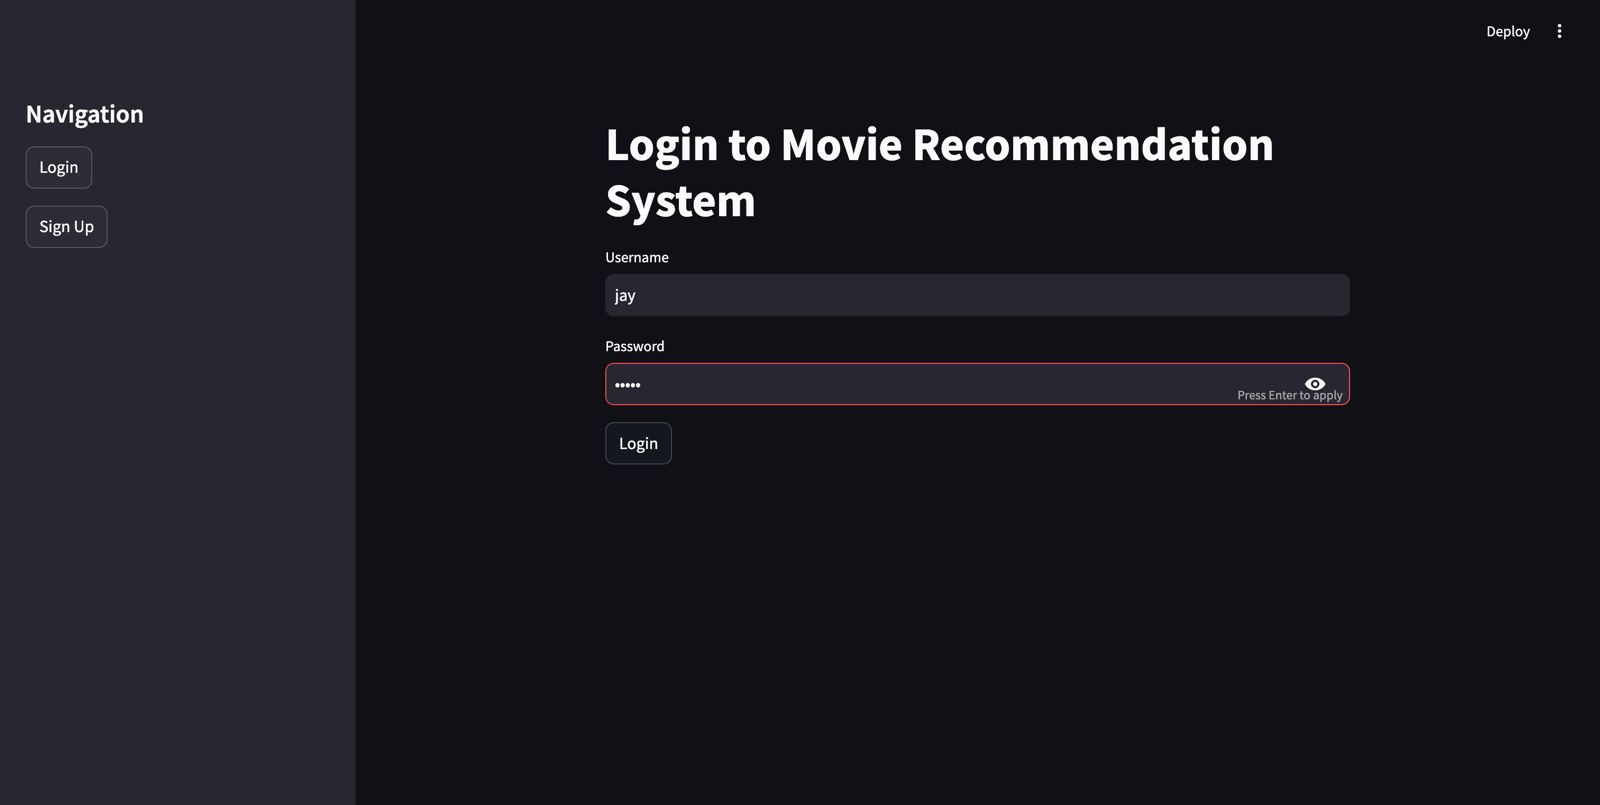 Deploy
Navigation
Login
Sign Up
Login to Movie Recommendation
System
Username
jay
Password
•••••
Press Enter to apply
Login